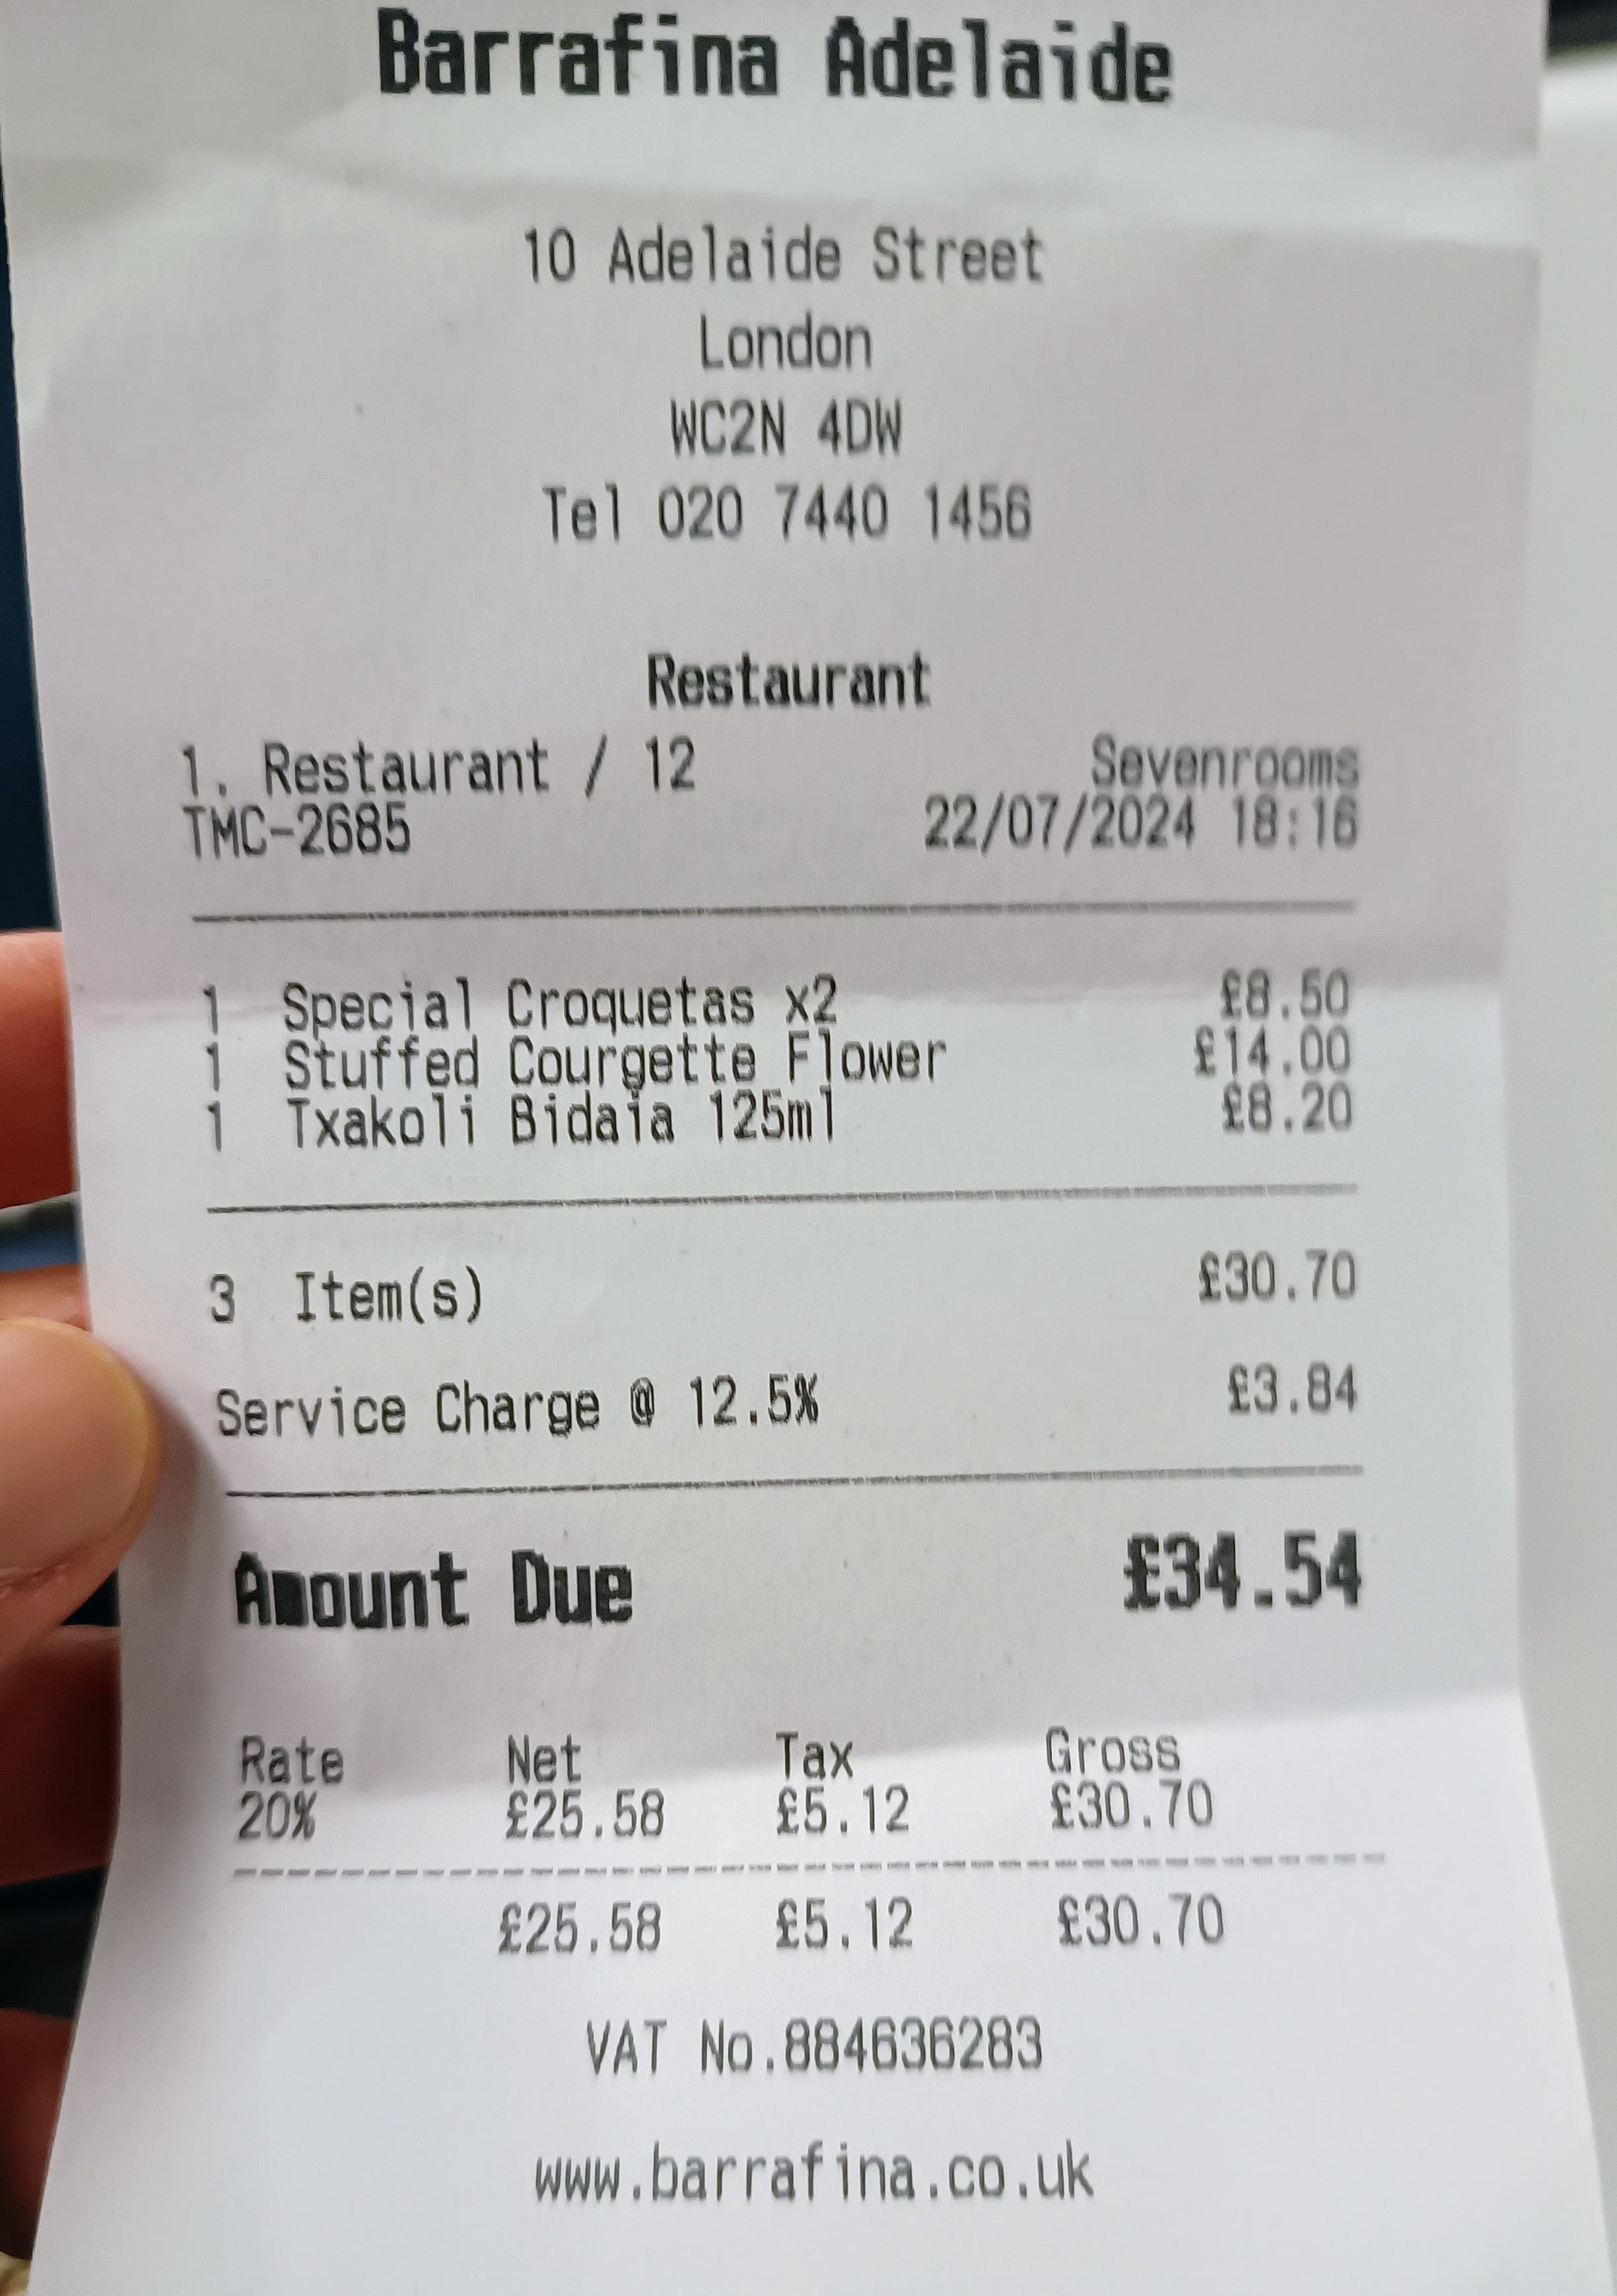 Barrafina Adelaide
10 Adelaide Street
London
WC2N 4DW
Tel 020 7440 1456
Restaurant
1. Restaurant / 12 Sevenrooms
TMC-2685 22/07/2024 18:16
1 Special Croquetas x2 £8.50
1 Stuffed Courgette Flower £14.00
1 Txakoli Bidaia 125ml £8.20
3 Item(s) £30.70
Service Charge @ 12.5% £3.84
Amount Due £34.54
Rate Net Tax Gross
20% £25.58 £5.12 £30.70
£25.58 £5.12 £30.70
VAT No.884636283
www.barrafina.co.uk